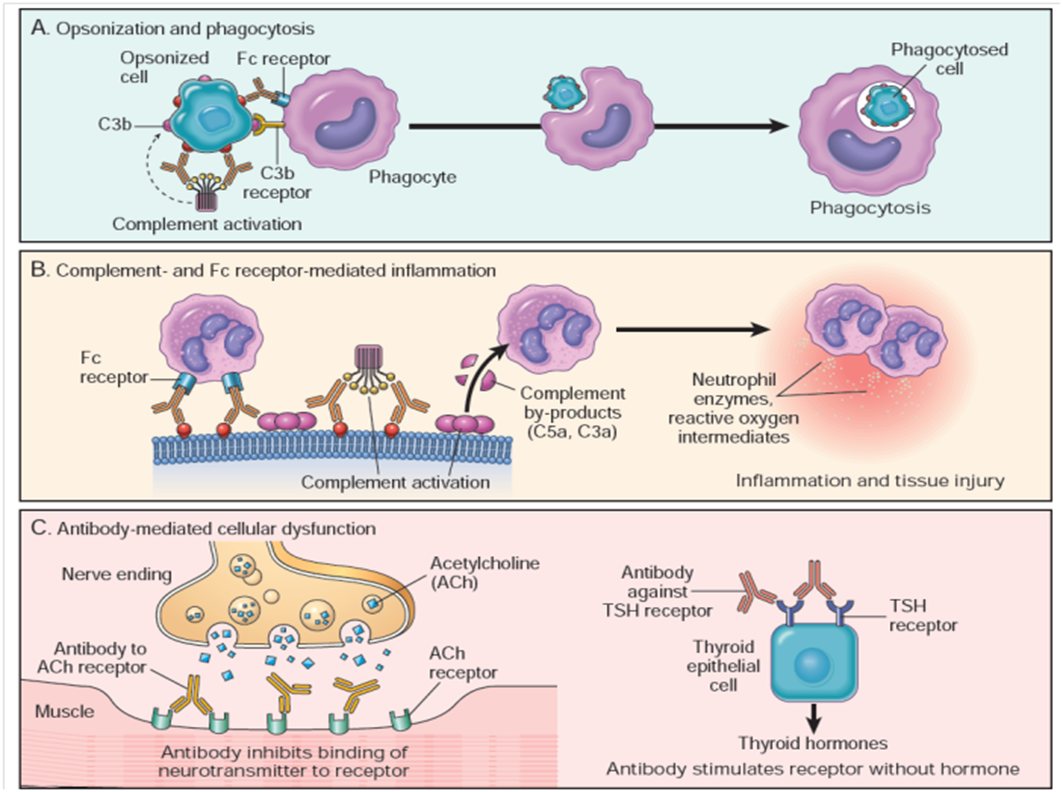 A. Opsonization and phagocytosis
Opsonized
cell
Fc receptor
C3b
C3b
receptor
Phagocyte
Complement activation
Phagocytosed
cell
Phagocytosis
B. Complement- and Fc receptor-mediated inflammation
Fc
receptor
Complement activation
Complement
by-products
(C5a, C3a)
Neutrophil
enzymes,
reactive oxygen
intermediates
Inflammation and tissue injury
C. Antibody-mediated cellular dysfunction
Nerve ending
Acetylcholine
(ACh)
Antibody to
ACh receptor
ACh
receptor
Muscle
Antibody inhibits binding of
neurotransmitter to receptor
Antibody
against
TSH receptor
TSH
receptor
Thyroid
epithelial
cell
Thyroid hormones
Antibody stimulates receptor without hormone